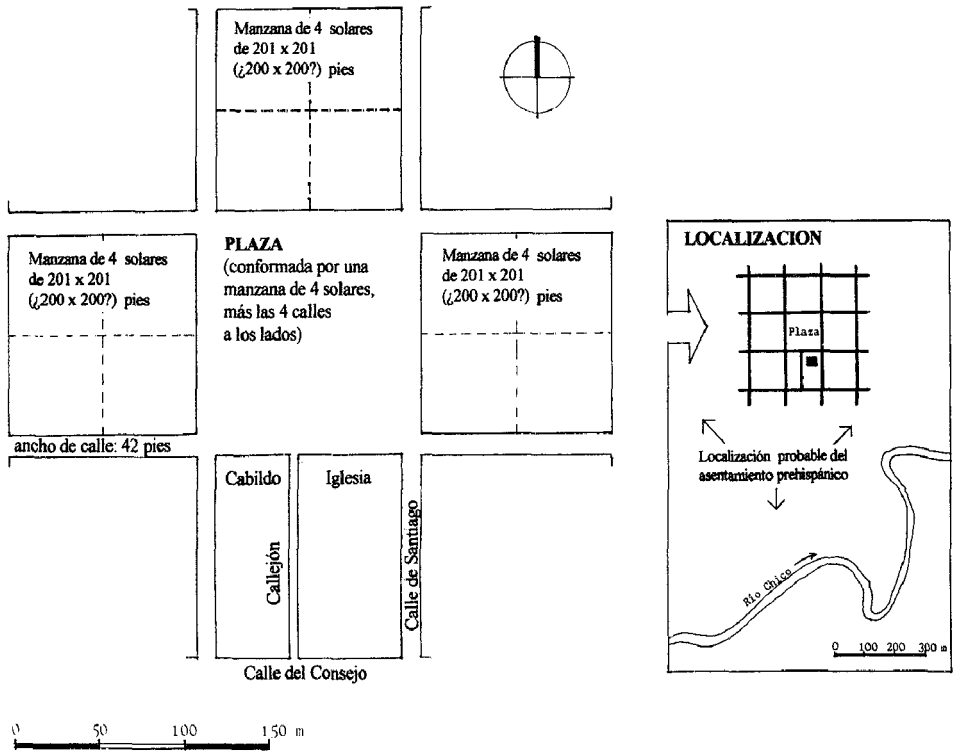 Manzana de 4 solares
de 201 x 201
(¿200 x 200?) pies
Manzana de 4 solares
de 201 x 201
(¿200 x 200?) pies
PLAZA
(conformada por una
manzana de 4 solares,
más las 4 calles
a los lados)
Manzana de 4 solares
de 201 x 201
(¿200 x 200?) pies
ancho de calle: 42 pies
Cabildo
Iglesia
Callejón
Calle de Santiago
Calle del Consejo
0 50 100 150 m
LOCALIZACION
Plaza
Localización probable del
asentamiento prehispánico
Río Chico
0 100 200 300 m